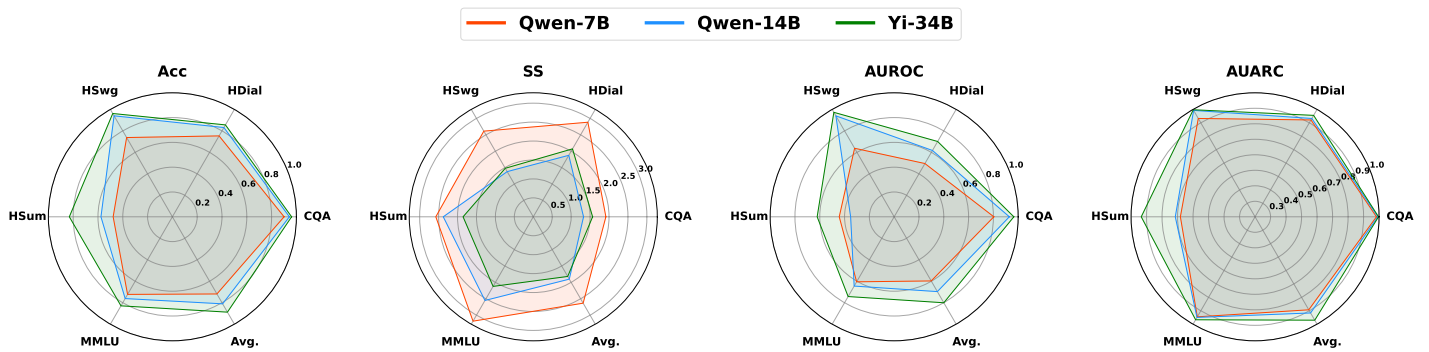 Qwen-7B Qwen-14B Yi-34B
Acc
HSwg HDial
HSum CQA
MMLU Avg.
0.2 0.4 0.6 0.8 1.0
SS
HSwg HDial
HSum CQA
MMLU Avg.
0.5 1.0 1.5 2.0 2.5 3.0
AUROC
HSwg HDial
HSum CQA
MMLU Avg.
0.2 0.4 0.6 0.8 1.0
AUARC
HSwg HDial
HSum CQA
MMLU Avg.
0.3 0.4 0.5 0.6 0.7 0.8 0.9 1.0